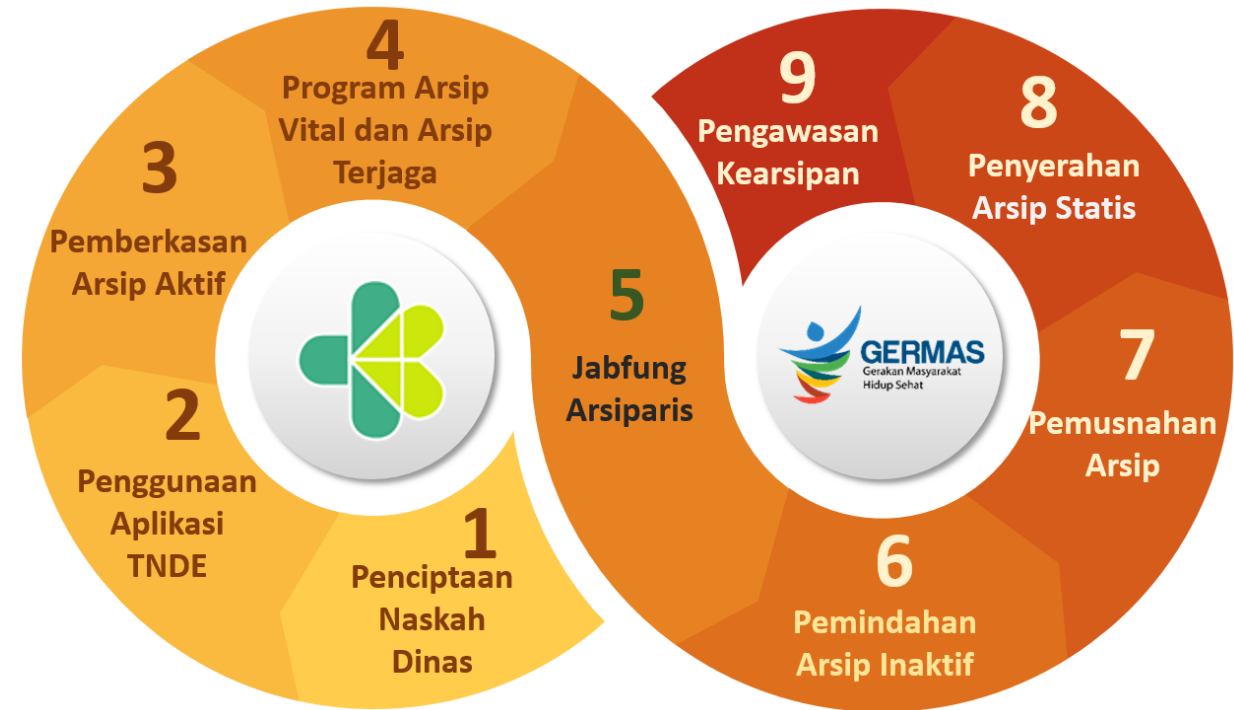 1
Penciptaan
Naskah
Dinas
2
Penggunaan
Aplikasi
TNDE
3
Pemberkasan
Arsip Aktif
4
Program Arsip
Vital dan Arsip
Terjaga
5
Jabfung
Arsiparis
6
Pemindahan
Arsip Inaktif
7
Pemusnahan
Arsip
8
Penyerahan
Arsip Statis
9
Pengawasan
Kearsipan
GERMAS
Gerakan Masyarakat
Hidup Sehat